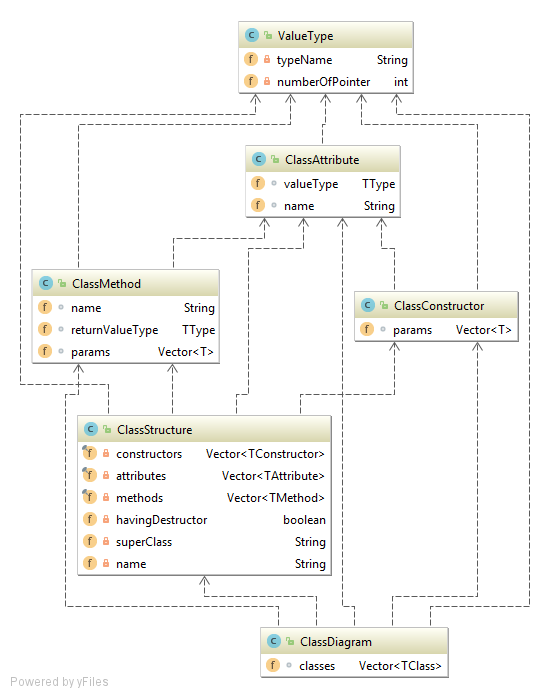 ValueType
typeName String
numberOfPointer int
ClassAttribute
valueType TType
name String
ClassMethod
name String
returnValueType TType
params Vector<T>
ClassConstructor
params Vector<T>
ClassStructure
constructors Vector<TConstructor>
attributes Vector<TAttribute>
methods Vector<TMethod>
havingDestructor boolean
superClass String
name String
ClassDiagram
classes Vector<TClass>
Powered by yFiles